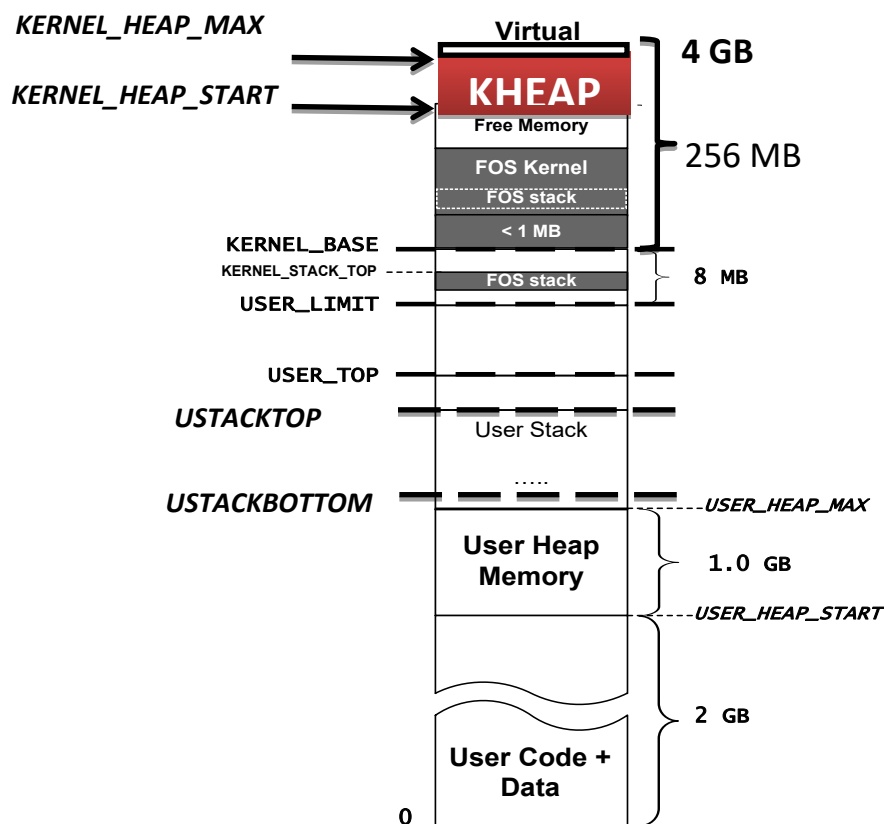 KERNEL_HEAP_MAX
Virtual
4 GB
KHEAP
KERNEL_HEAP_START
Free Memory
256 MB
FOS Kernel
FOS stack
< 1 MB
KERNEL_BASE
KERNEL_STACK_TOP
FOS stack
8 MB
USER_LIMIT
USER_TOP
USTACKTOP
User Stack
.....
USTACKBOTTOM
USER_HEAP_MAX
User Heap
Memory
1.0 GB
USER_HEAP_START
2 GB
User Code +
Data
0